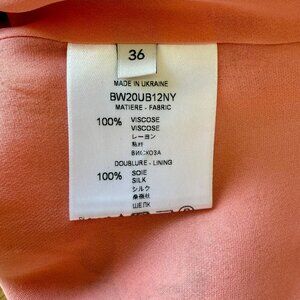 36
MADE IN UKRAINE
BW20UB12NY
MATIERE - FABRIC
100% VISCOSE
VISCOSE
レーヨン
ВИСКОЗА
DOUBLURE - LINING
100% SOIE
SILK
シルク
ШЕЛК